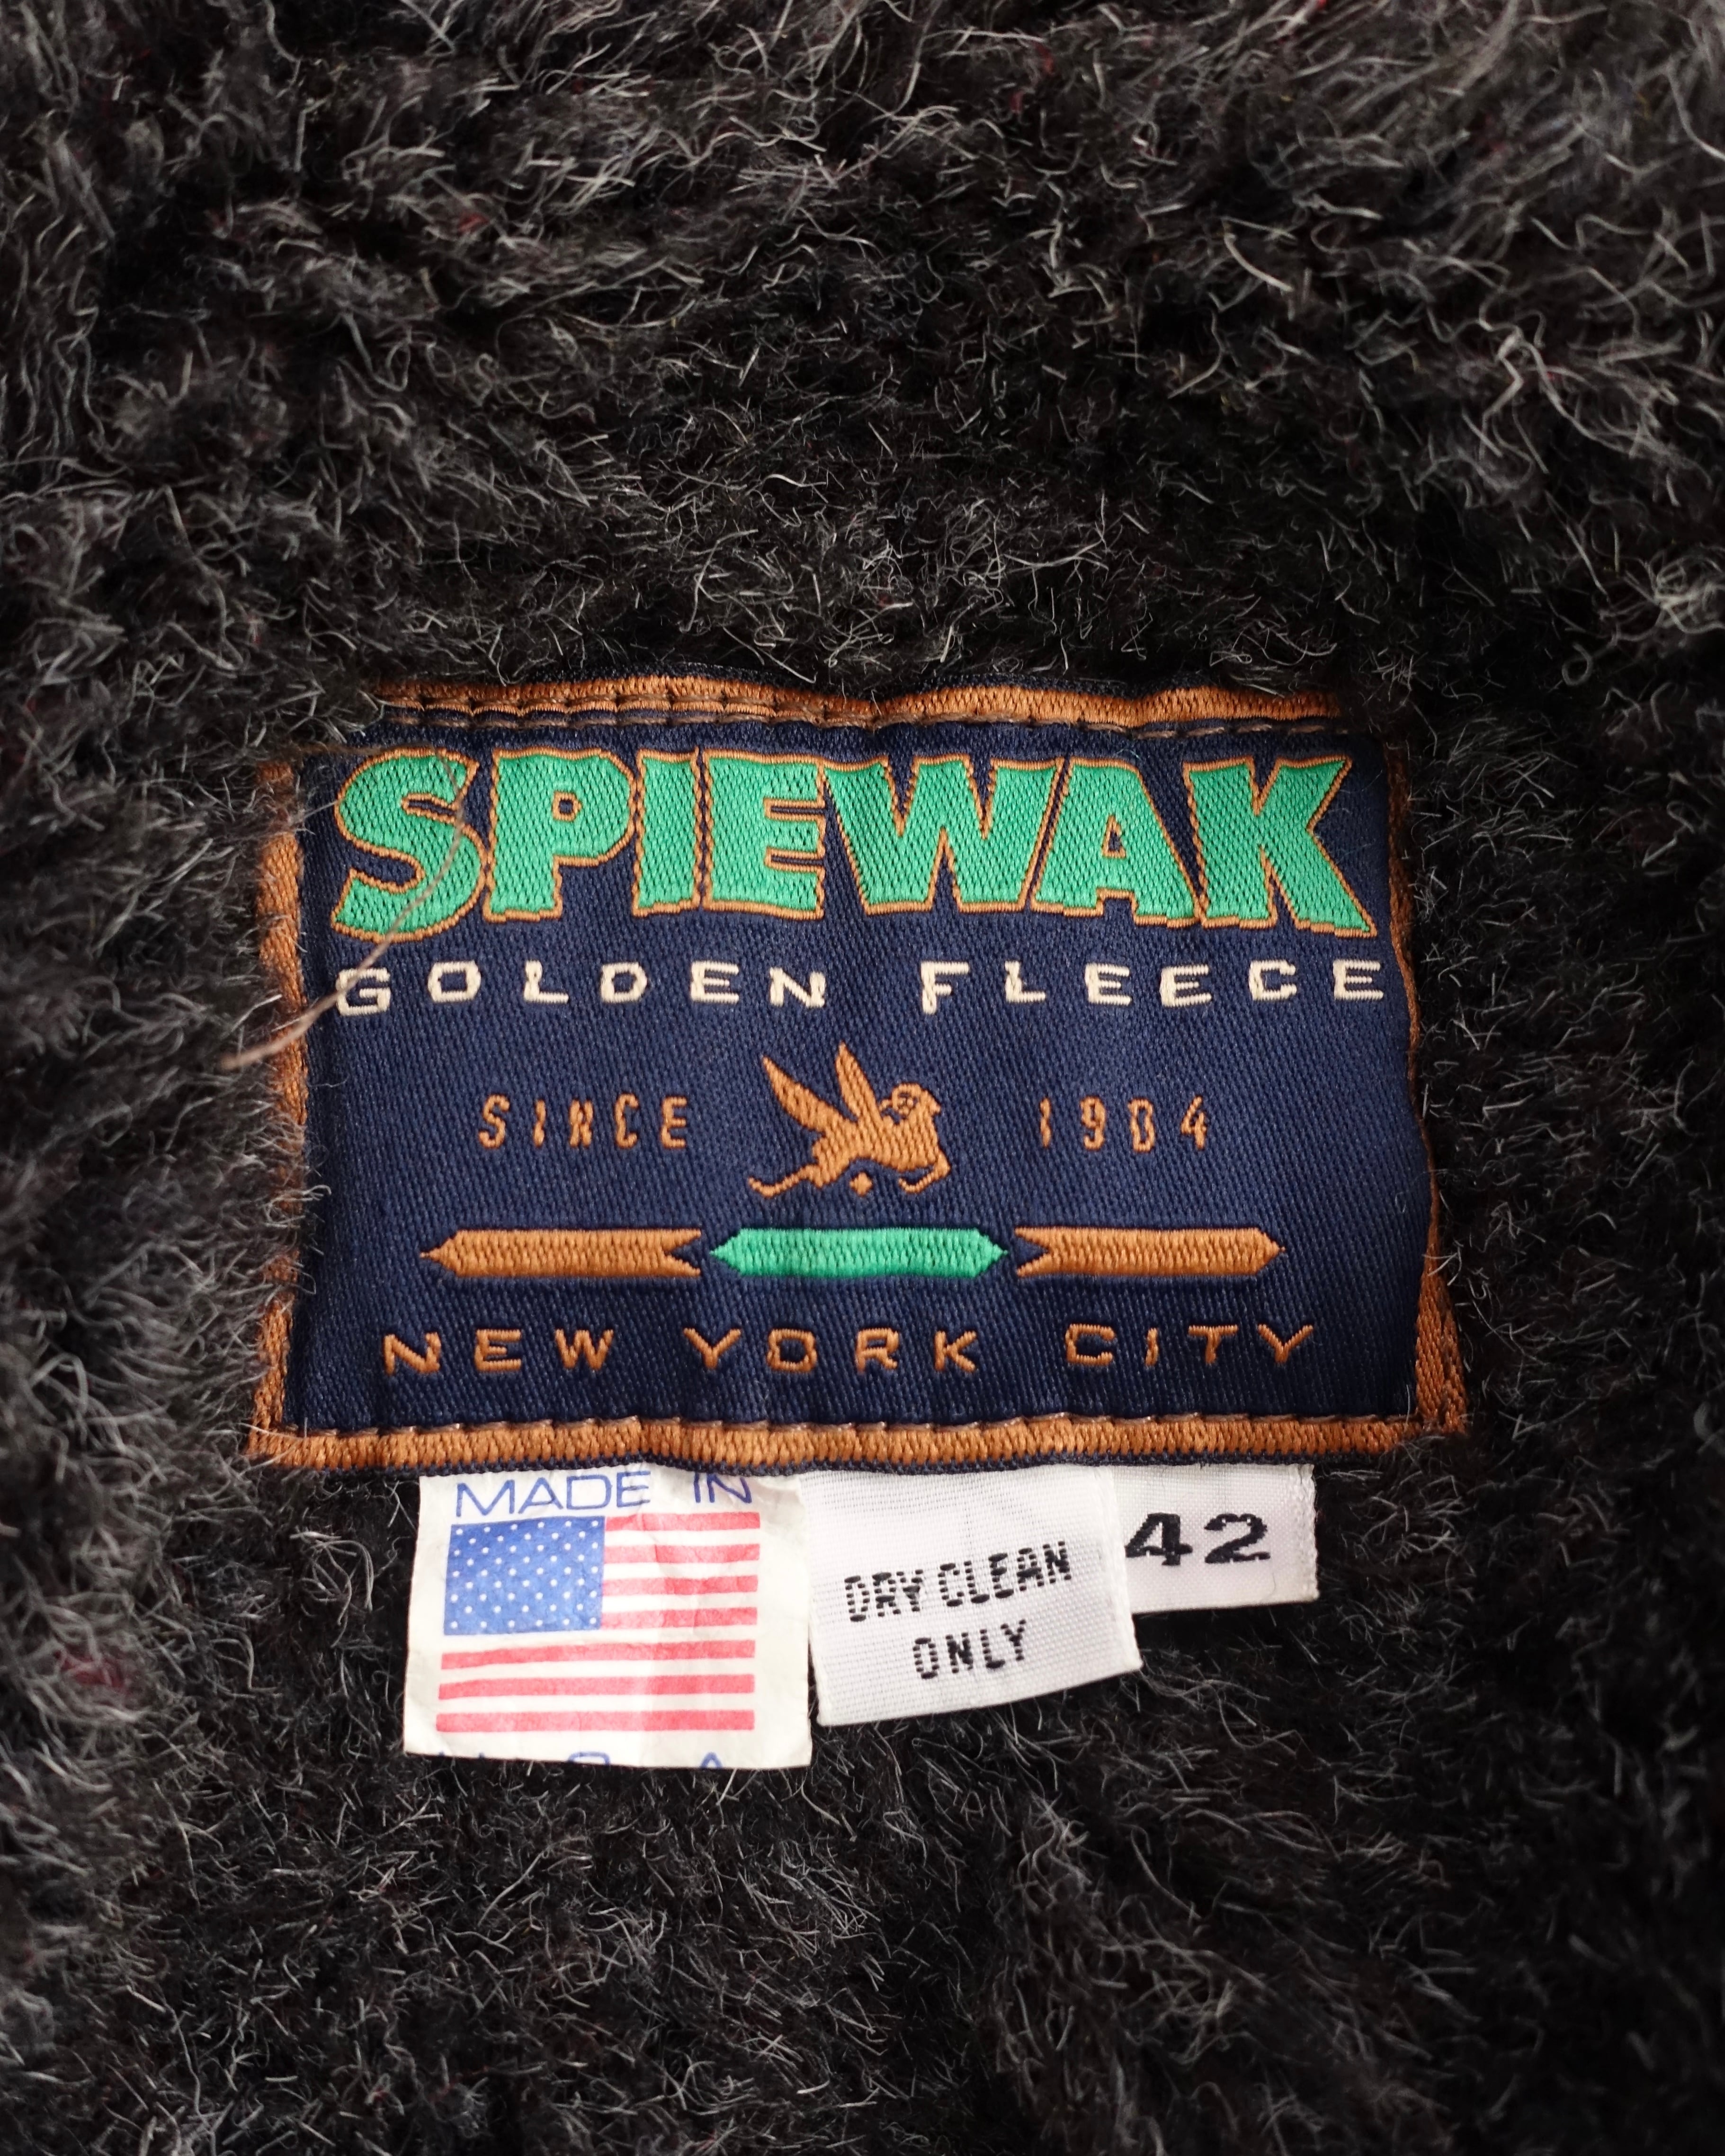 SPIEWAK
GOLDEN FLEECE
SINCE 1904
NEW YORK CITY
MADE IN
U.S.A
DRY CLEAN
ONLY
42